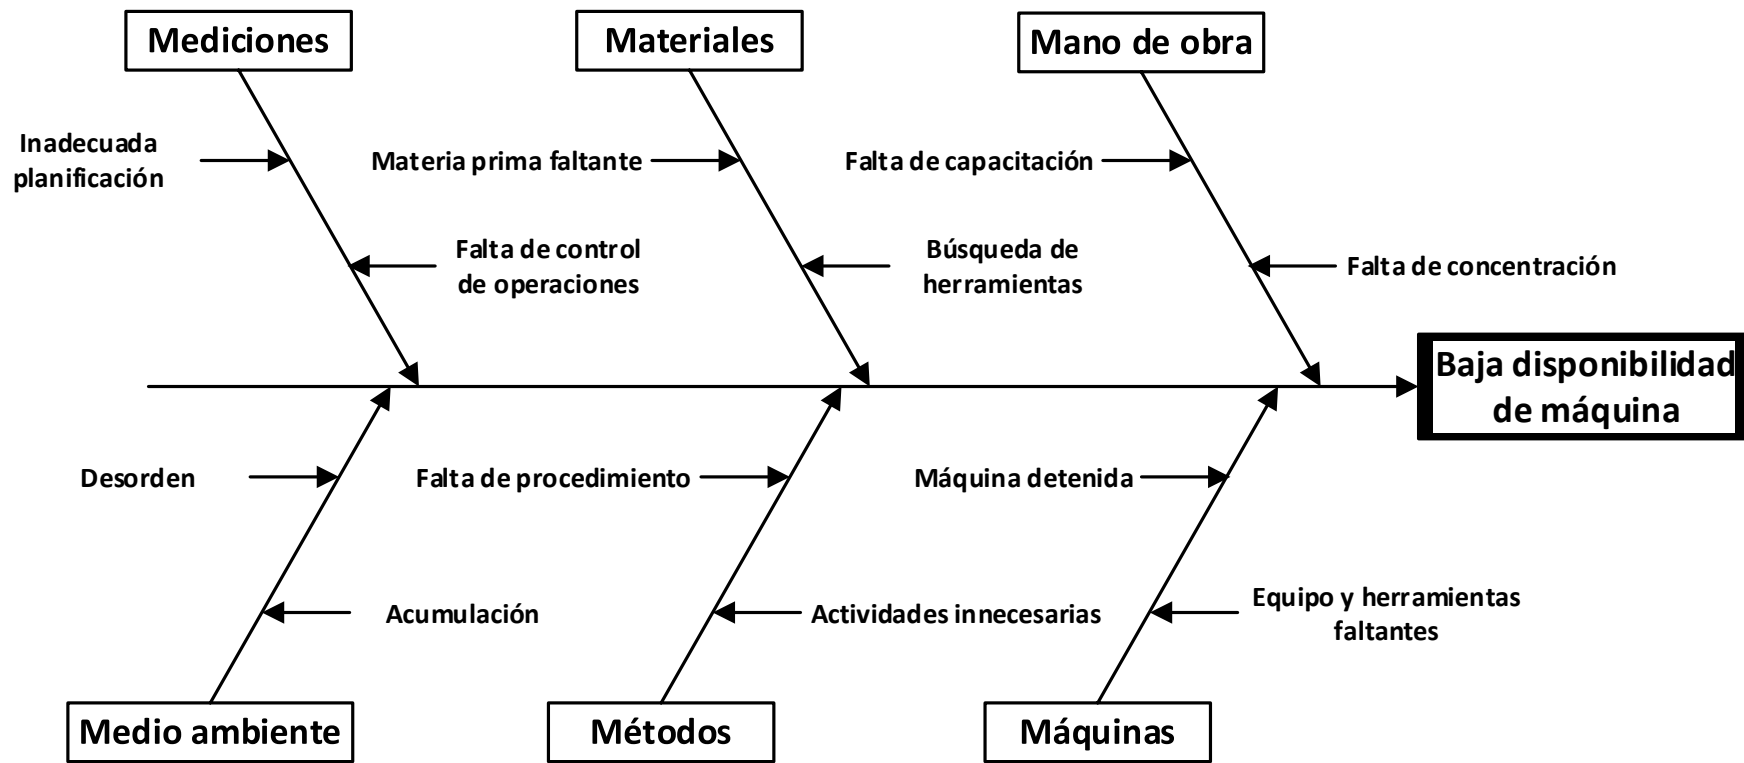 Mediciones
Materiales
Mano de obra
Inadecuada
planificación
Materia prima faltante
Falta de capacitación
Falta de control
de operaciones
Búsqueda de
herramientas
Falta de concentración
Baja disponibilidad
de máquina
Desorden
Falta de procedimiento
Máquina detenida
Acumulación
Actividades innecesarias
Equipo y herramientas
faltantes
Medio ambiente
Métodos
Máquinas